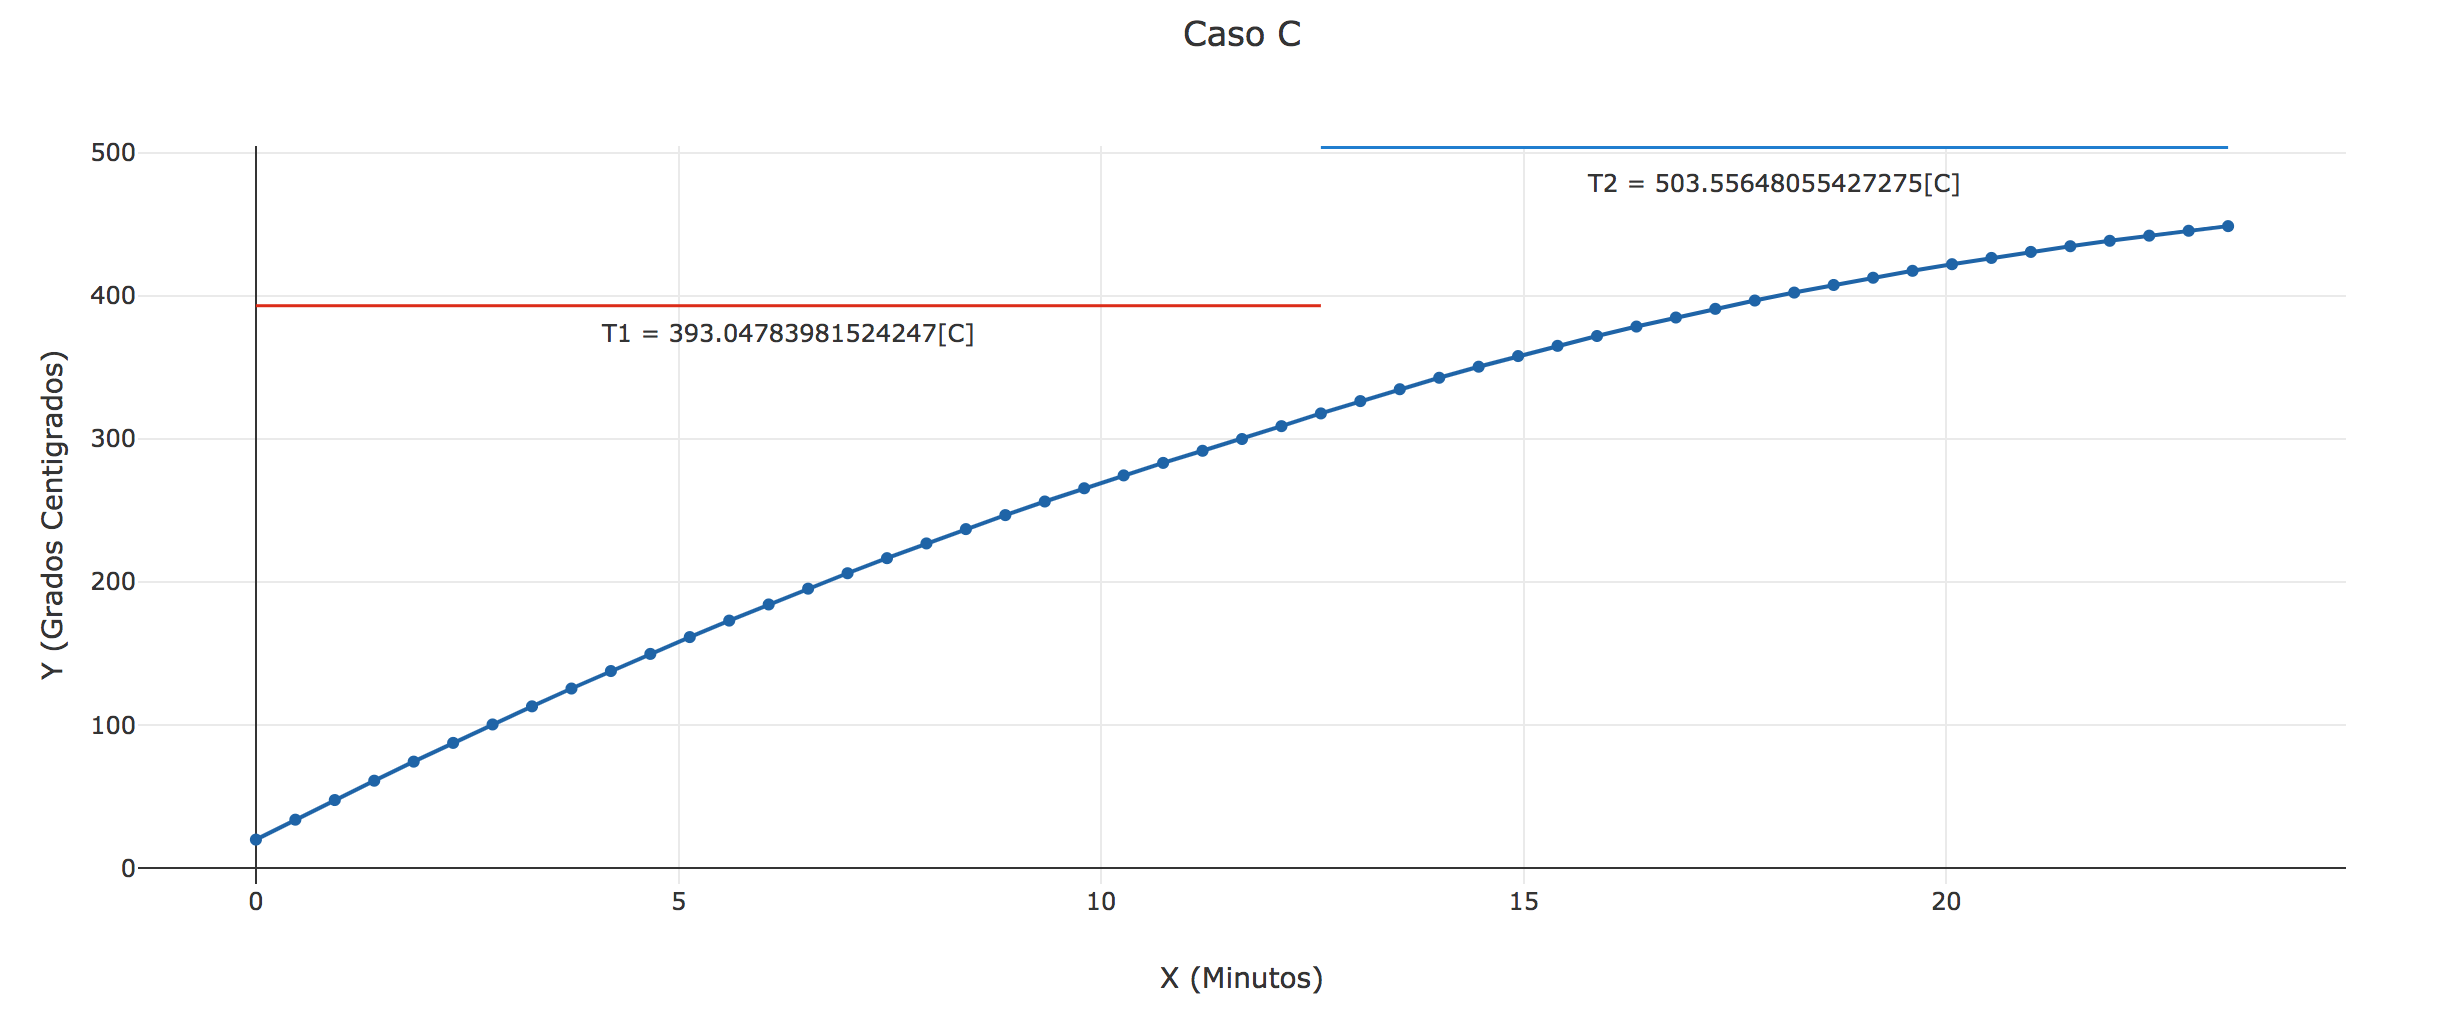 Caso C
500
400
300
200
100
0
Y (Grados Centigrados)
T2 = 503.55648055427275[C]
T1 = 393.04783981524247[C]
0
5
10
15
20
X (Minutos)